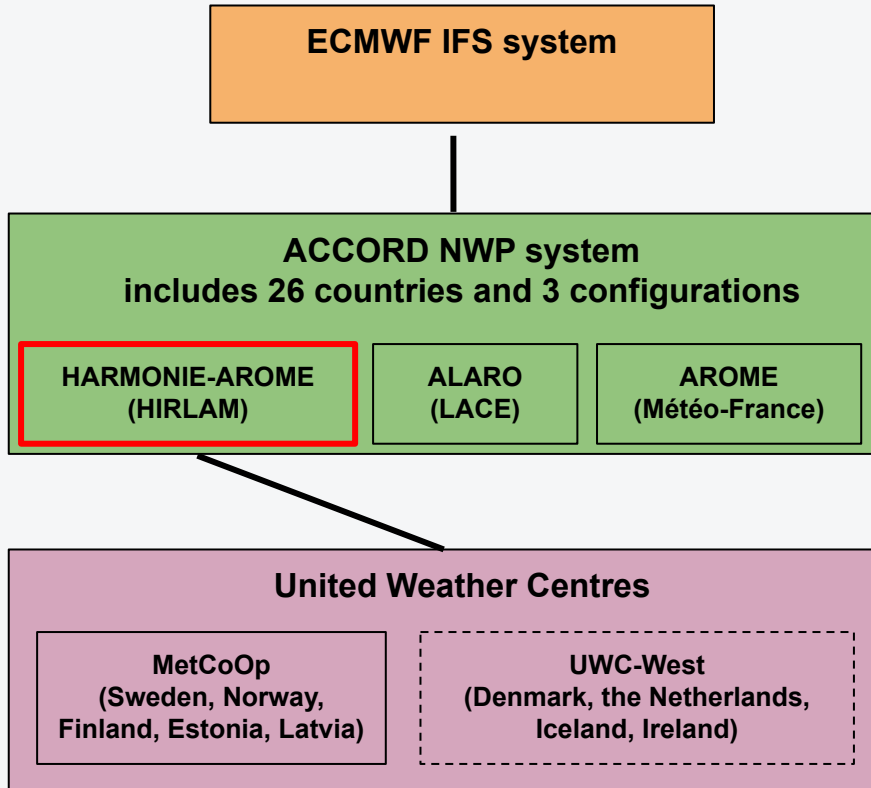 ECMWF IFS system
ACCORD NWP system
includes 26 countries and 3 configurations
HARMONIE-AROME
(HIRLAM)
ALARO
(LACE)
AROME
(Météo-France)
United Weather Centres
MetCoOp
(Sweden, Norway,
Finland, Estonia, Latvia)
UWC-West
(Denmark, the Netherlands,
Iceland, Ireland)